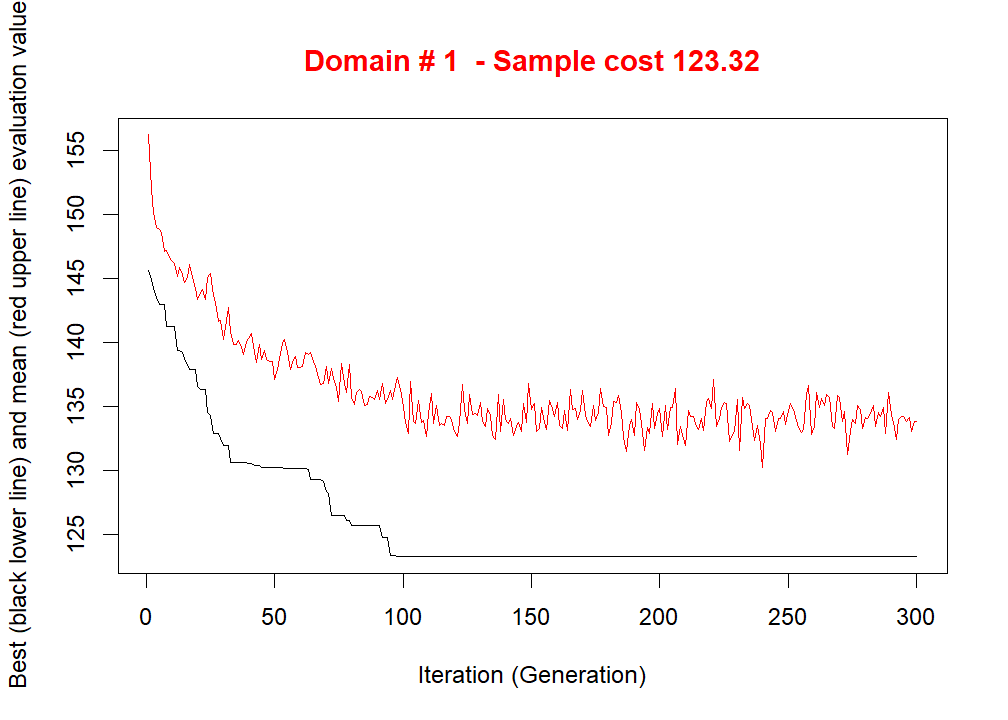 Domain # 1  - Sample cost 123.32
Best (black lower line) and mean (red upper line) evaluation value
155
150
145
140
135
130
125
0 50 100 150 200 250 300
Iteration (Generation)